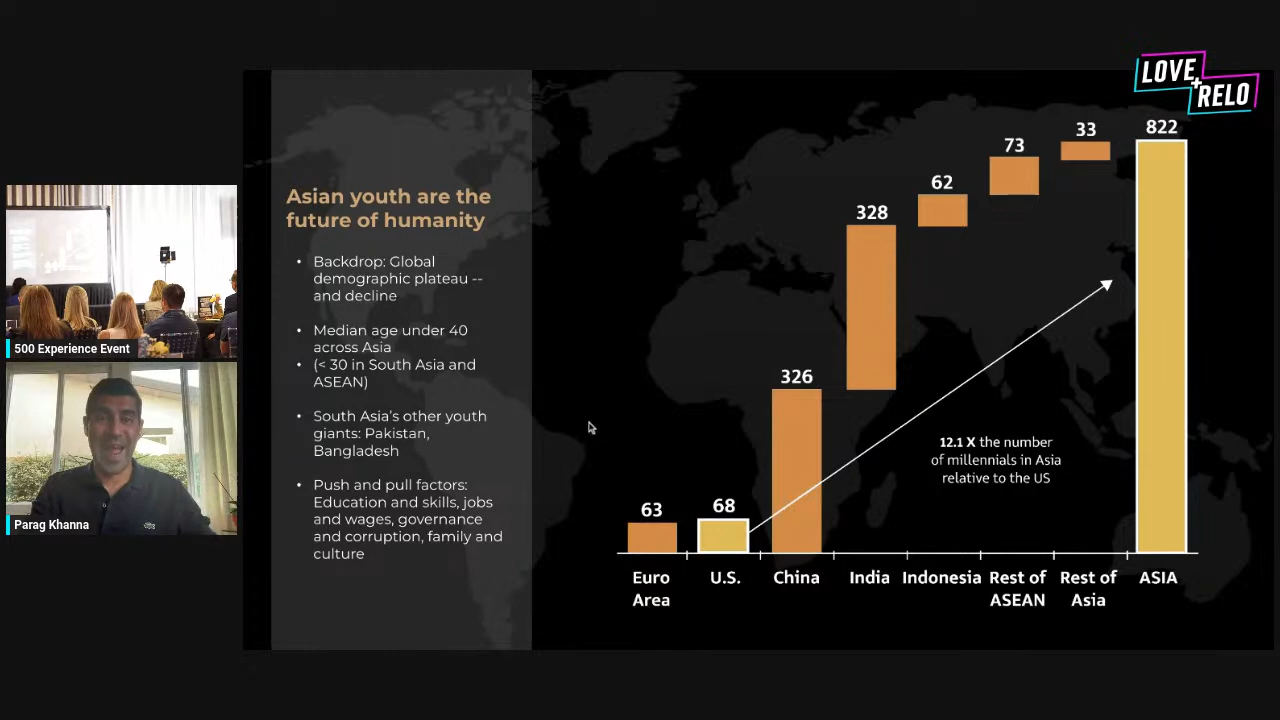 LOVE
+
RELO
Asian youth are the
future of humanity
• Backdrop: Global
demographic plateau --
and decline
• Median age under 40
across Asia
• (< 30 in South Asia and
ASEAN)
• South Asia's other youth
giants: Pakistan,
Bangladesh
• Push and pull factors:
Education and skills, jobs
and wages, governance
and corruption, family and
culture
63
68
326
328
62
73
33
822
12.1 X the number
of millennials in Asia
relative to the US
Euro
Area
U.S.
China
India
Indonesia
Rest of
ASEAN
Rest of
Asia
ASIA
500 Experience Event
Parag Khanna